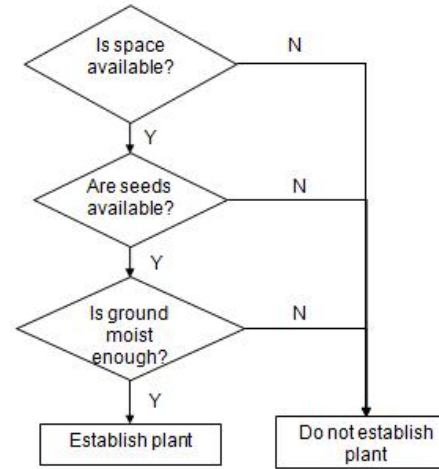 Is space
available?
N
Y
Are seeds
available?
N
Y
Is ground
moist
enough?
N
Y
Establish plant
Do not establish
plant